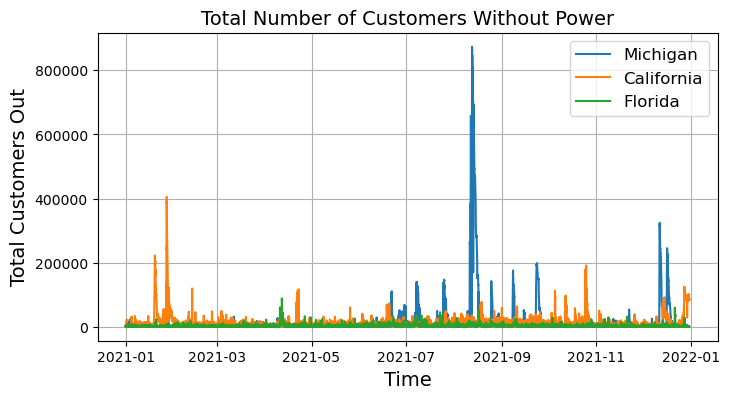 Total Number of Customers Without Power
Total Customers Out
800000
600000
400000
200000
0
Michigan
California
Florida
2021-01
2021-03
2021-05
2021-07
2021-09
2021-11
2022-01
Time